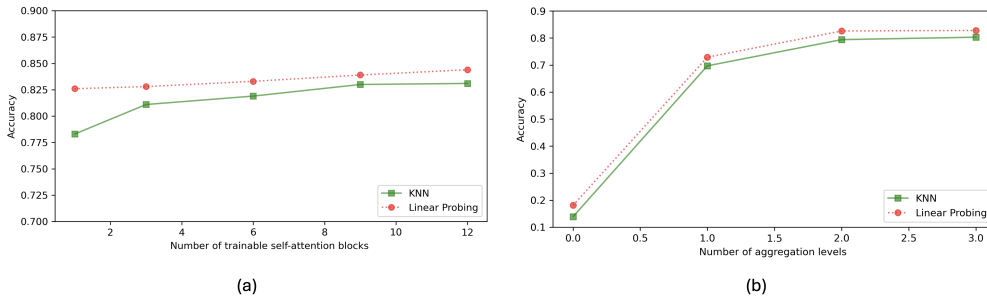 0.900
0.875
0.850
0.825
0.800
0.775
0.750
0.725
0.700
Accuracy
2 4 6 8 10 12
Number of trainable self-attention blocks
KNN
Linear Probing
(a)
0.9
0.8
0.7
0.6
0.5
0.4
0.3
0.2
0.1
Accuracy
0.0 0.5 1.0 1.5 2.0 2.5 3.0
Number of aggregation levels
KNN
Linear Probing
(b)